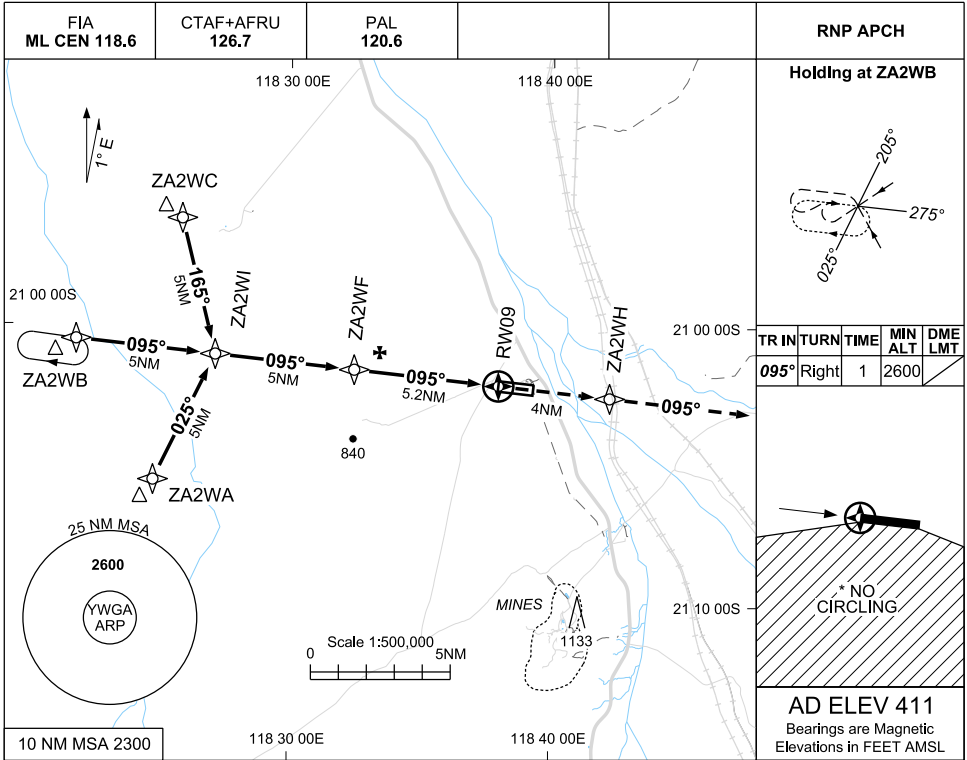 FIA
ML CEN 118.6
CTAF+AFRU
126.7
PAL
120.6
RNP APCH
118 30 00E
118 40 00E
1° E
ZA2WC
165°
5NM
ZA2WI
21 00 00S
ZA2WF
RW09
ZA2WH
21 00 00S
095°
5NM
ZA2WB
095°
5NM
095°
5.2NM
4NM
095°
025°
5NM
840
ZA2WA
25 NM MSA
2600
YWGA
ARP
MINES
1133
21 10 00S
Scale 1:500,000
0
5NM
10 NM MSA 2300
118 30 00E
118 40 00E
Holding at ZA2WB
205°
275°
025°
TR IN TURN TIME MIN ALT DME LMT
095° Right 1 2600
* NO
CIRCLING
AD ELEV 411
Bearings are Magnetic
Elevations in FEET AMSL